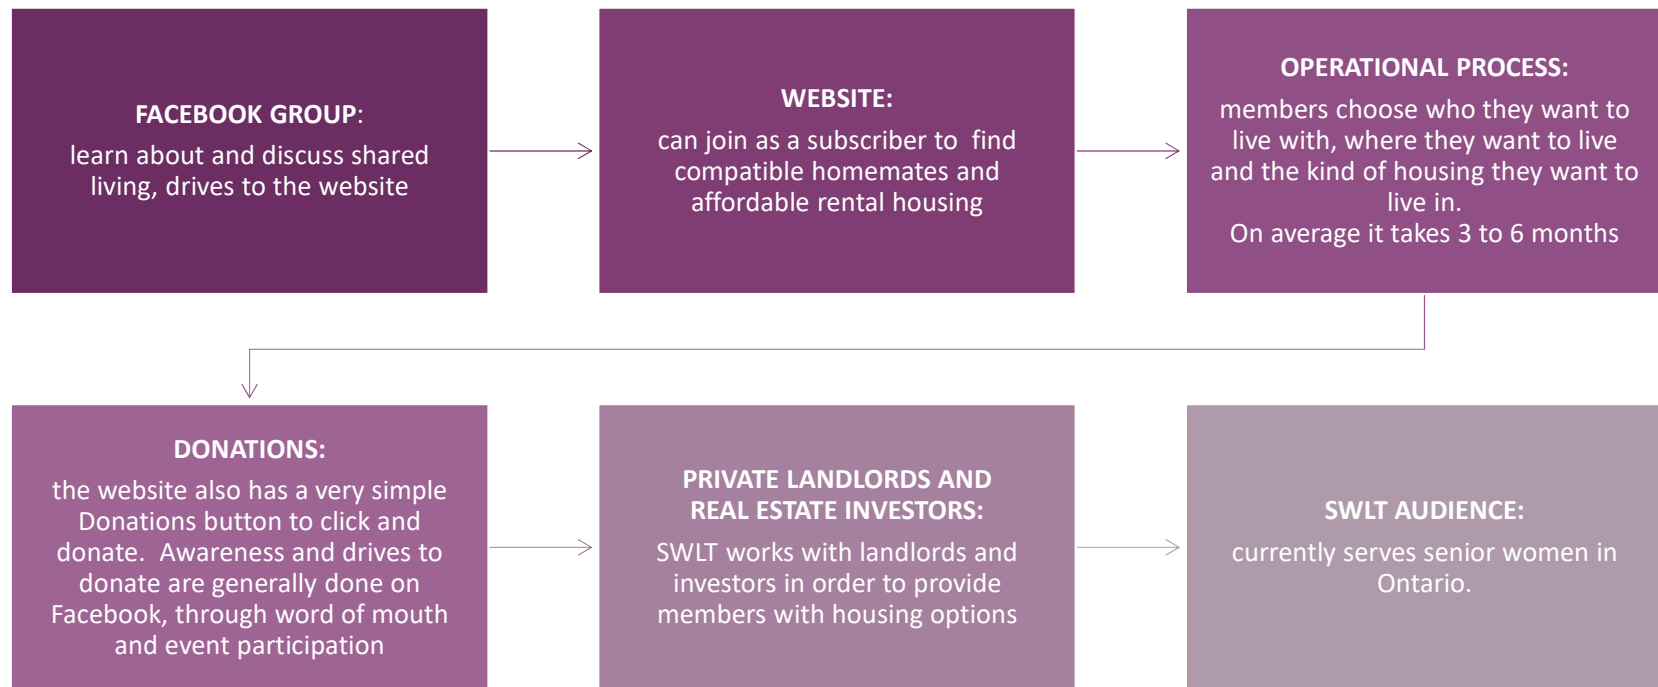 FACEBOOK GROUP:
learn about and discuss shared
living, drives to the website
WEBSITE:
can join as a subscriber to  find
compatible homemates and
affordable rental housing
OPERATIONAL PROCESS:
members choose who they want to
live with, where they want to live
and the kind of housing they want to
live in.
On average it takes 3 to 6 months
DONATIONS:
the website also has a very simple
Donations button to click and
donate.  Awareness and drives to
donate are generally done on
Facebook, through word of mouth
and event participation
PRIVATE LANDLORDS AND
REAL ESTATE INVESTORS:
SWLT works with landlords and
investors in order to provide
members with housing options
SWLT AUDIENCE:
currently serves senior women in
Ontario.